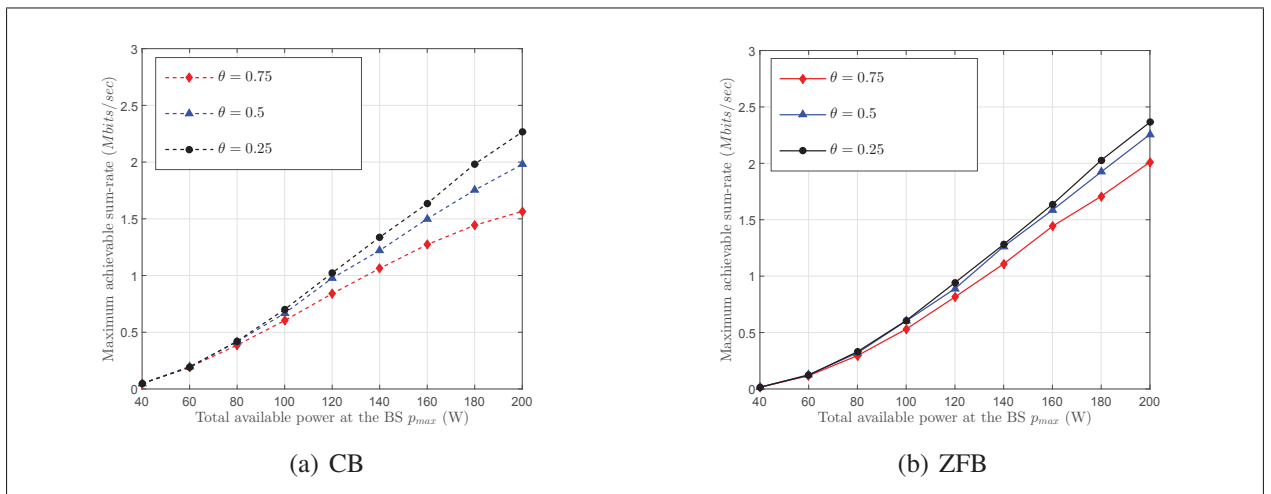 3
2.5
2
1.5
1
0.5
0
Maximum achievable sum-rate (Mbits/sec)
θ = 0.75
θ = 0.5
θ = 0.25
40 60 80 100 120 140 160 180 200
Total available power at the BS p_max (W)
(a) CB
3
2.5
2
1.5
1
0.5
0
Maximum achievable sum-rate (Mbits/sec)
θ = 0.75
θ = 0.5
θ = 0.25
40 60 80 100 120 140 160 180 200
Total available power at the BS p_max (W)
(b) ZFB